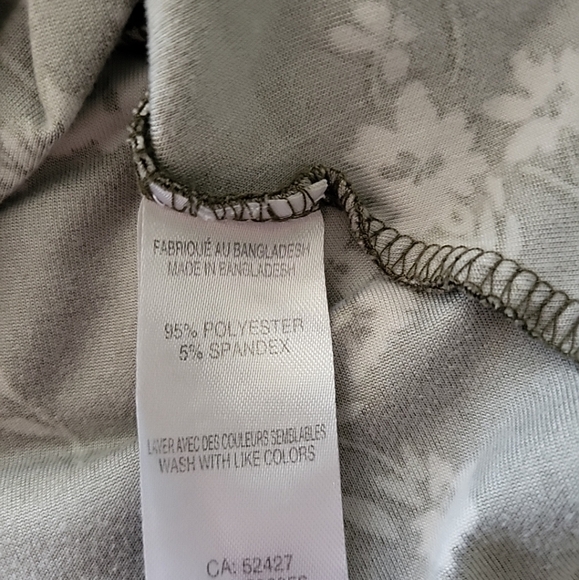 FABRIQUÉ AU BANGLADESH
MADE IN BANGLADESH
95% POLYESTER
5% SPANDEX
LAVER AVEC DES COULEURS SEMBLABLES
WASH WITH LIKE COLORS
CA: 52427